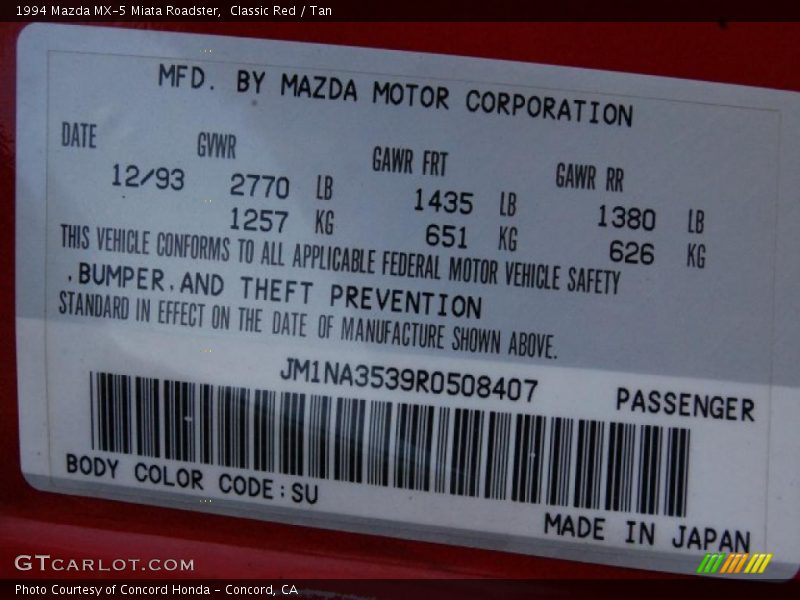 1994 Mazda MX-5 Miata Roadster,  Classic Red / Tan
MFD. BY MAZDA MOTOR CORPORATION
DATE GVWR GAWR FRT GAWR RR
12/93 2770 LB 1435 LB 1380 LB
1257 KG 651 KG 626 KG
THIS VEHICLE CONFORMS TO ALL APPLICABLE FEDERAL MOTOR VEHICLE SAFETY
,BUMPER,AND THEFT PREVENTION
STANDARD IN EFFECT ON THE DATE OF MANUFACTURE SHOWN ABOVE.
JM1NA3539R0508407 PASSENGER
BODY COLOR CODE:SU
MADE IN JAPAN
GTCARLOT.COM
Photo Courtesy of Concord Honda - Concord, CA